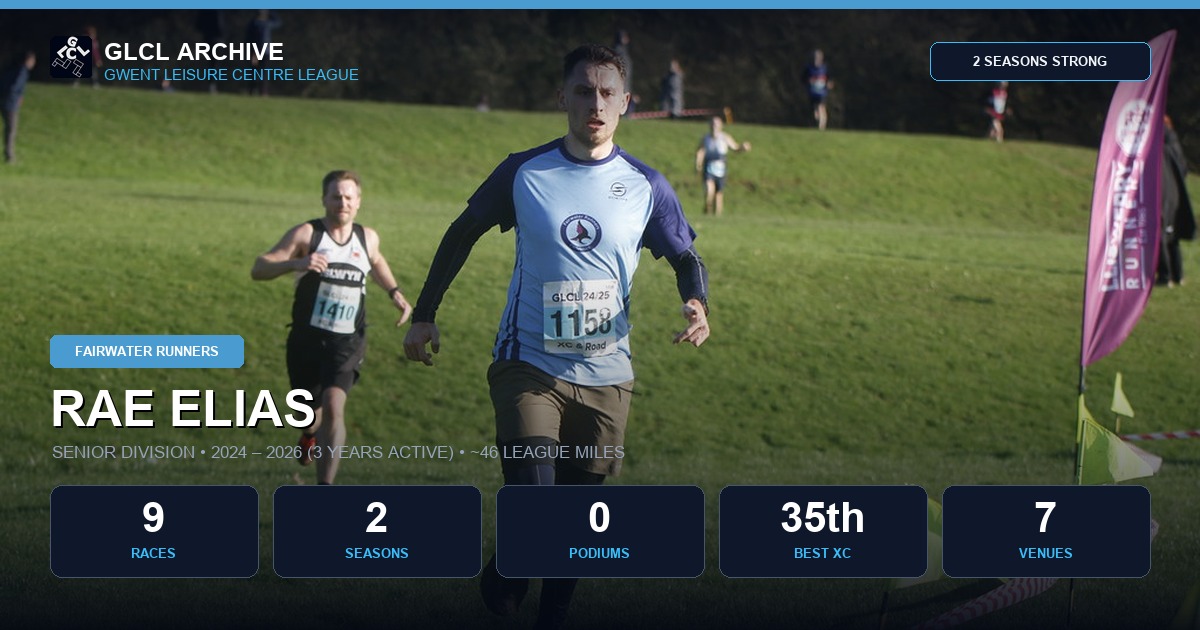 GLCL ARCHIVE
GWENT LEISURE CENTRE LEAGUE
2 SEASONS STRONG
GLCL 24/25
1158
XC & Road
1410
RUNNERS
FAIRWATER RUNNERS
RAE ELIAS
SENIOR DIVISION • 2024 – 2026 (3 YEARS ACTIVE) • ~46 LEAGUE MILES
9
RACES
2
SEASONS
0
PODIUMS
35th
BEST XC
7
VENUES